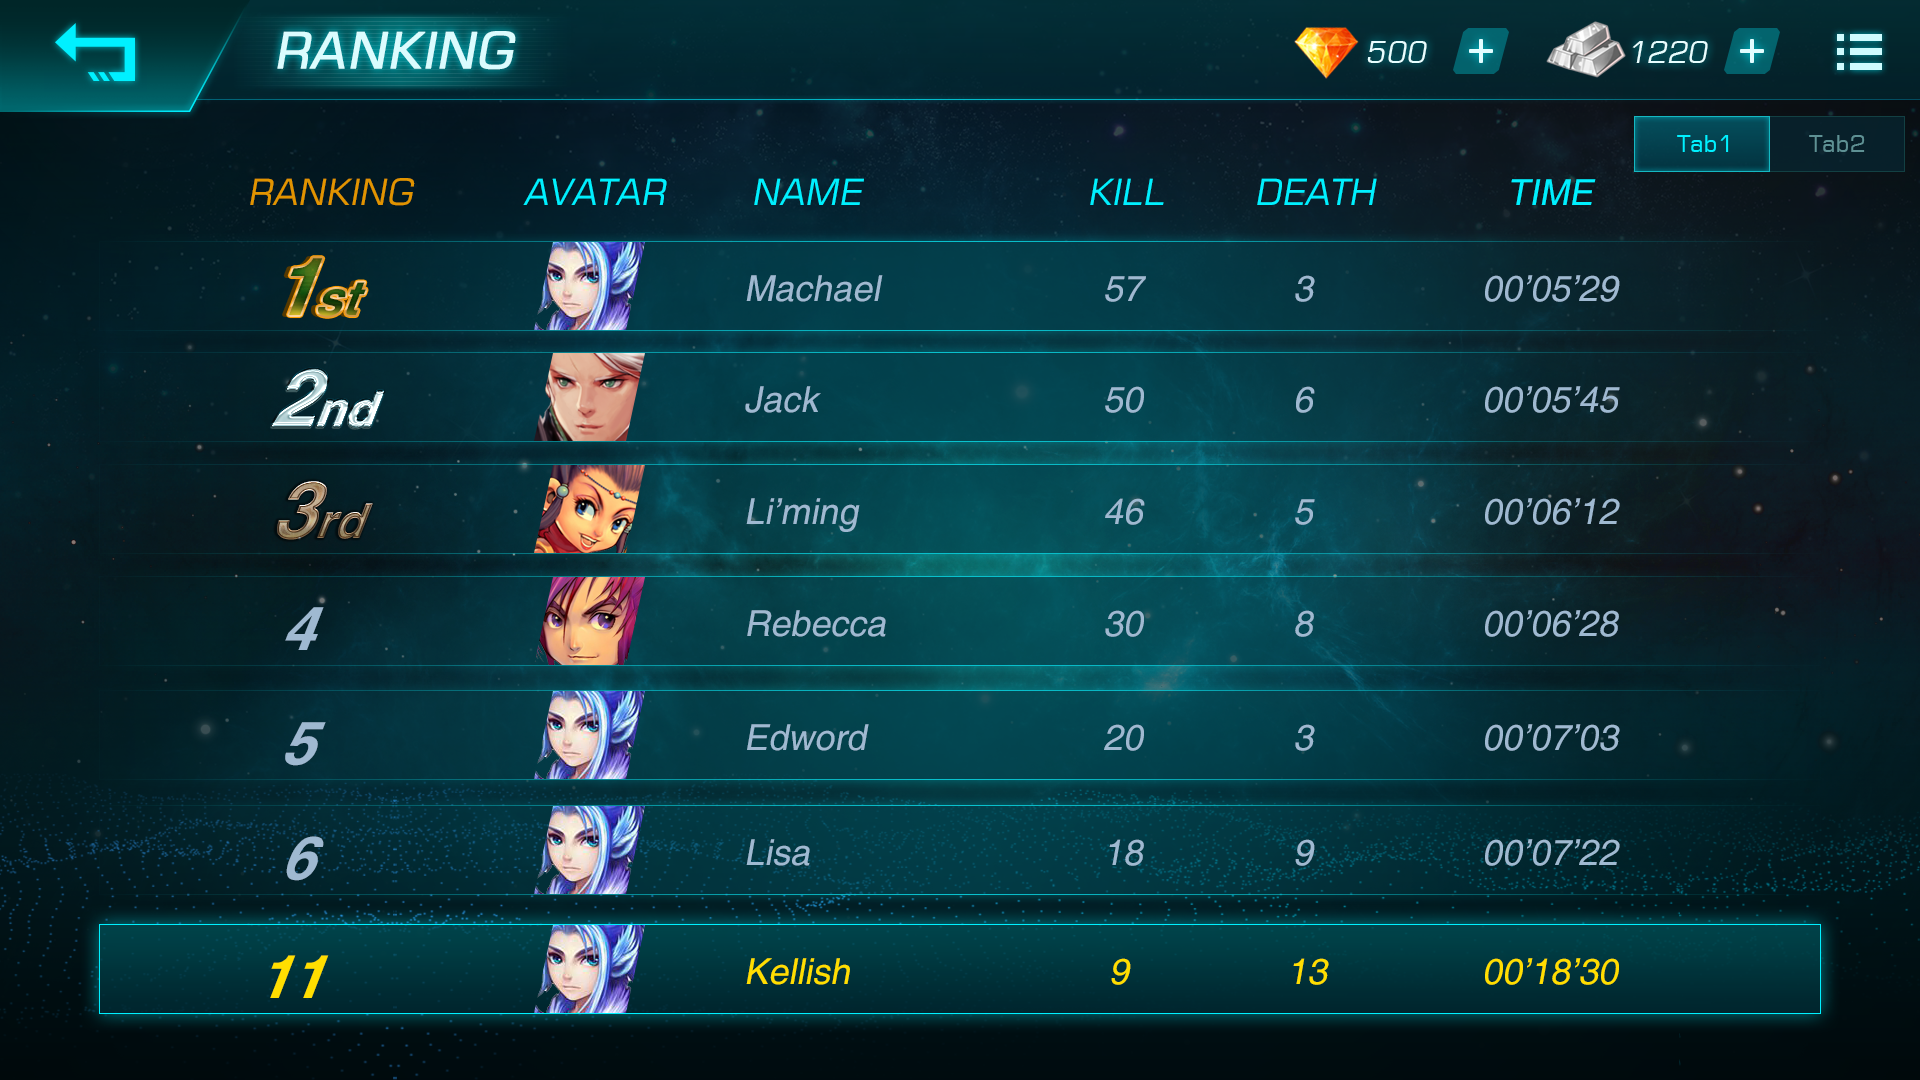 RANKING 500 + 1220 +
Tab1 Tab2
RANKING AVATAR NAME KILL DEATH TIME
1st Machael 57 3 00'05'29
2nd Jack 50 6 00'05'45
3rd Li'ming 46 5 00'06'12
4 Rebecca 30 8 00'06'28
5 Edword 20 3 00'07'03
6 Lisa 18 9 00'07'22
11 Kellish 9 13 00'18'30